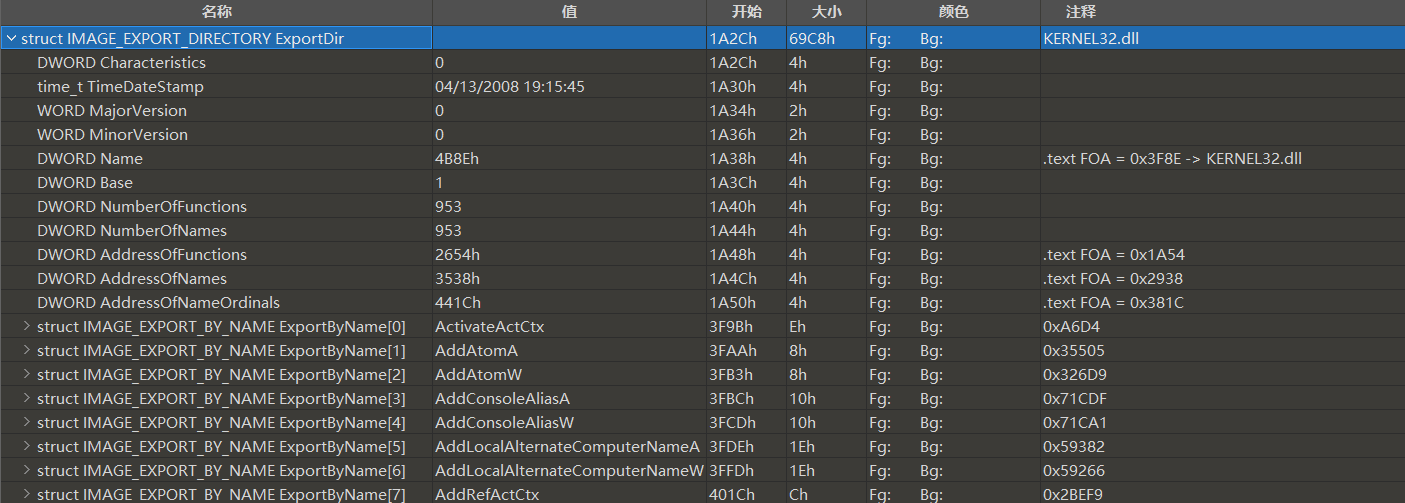 名称 值 开始 大小 颜色 注释
struct IMAGE_EXPORT_DIRECTORY ExportDir 1A2Ch 69C8h Fg: Bg: KERNEL32.dll
DWORD Characteristics 0 1A2Ch 4h Fg: Bg:
time_t TimeDateStamp 04/13/2008 19:15:45 1A30h 4h Fg: Bg:
WORD MajorVersion 0 1A34h 2h Fg: Bg:
WORD MinorVersion 0 1A36h 2h Fg: Bg:
DWORD Name 4B8Eh 1A38h 4h Fg: Bg: .text FOA = 0x3F8E -> KERNEL32.dll
DWORD Base 1 1A3Ch 4h Fg: Bg:
DWORD NumberOfFunctions 953 1A40h 4h Fg: Bg:
DWORD NumberOfNames 953 1A44h 4h Fg: Bg:
DWORD AddressOfFunctions 2654h 1A48h 4h Fg: Bg: .text FOA = 0x1A54
DWORD AddressOfNames 3538h 1A4Ch 4h Fg: Bg: .text FOA = 0x2938
DWORD AddressOfNameOrdinals 441Ch 1A50h 4h Fg: Bg: .text FOA = 0x381C
struct IMAGE_EXPORT_BY_NAME ExportByName[0] ActivateActCtx 3F9Bh Eh Fg: Bg: 0xA6D4
struct IMAGE_EXPORT_BY_NAME ExportByName[1] AddAtomA 3FAAh 8h Fg: Bg: 0x35505
struct IMAGE_EXPORT_BY_NAME ExportByName[2] AddAtomW 3FB3h 8h Fg: Bg: 0x326D9
struct IMAGE_EXPORT_BY_NAME ExportByName[3] AddConsoleAliasA 3FBCh 10h Fg: Bg: 0x71CDF
struct IMAGE_EXPORT_BY_NAME ExportByName[4] AddConsoleAliasW 3FCDh 10h Fg: Bg: 0x71CA1
struct IMAGE_EXPORT_BY_NAME ExportByName[5] AddLocalAlternateComputerNameA 3FDEh 1Eh Fg: Bg: 0x59382
struct IMAGE_EXPORT_BY_NAME ExportByName[6] AddLocalAlternateComputerNameW 3FFDh 1Eh Fg: Bg: 0x59266
struct IMAGE_EXPORT_BY_NAME ExportByName[7] AddRefActCtx 401Ch Ch Fg: Bg: 0x2BEF9